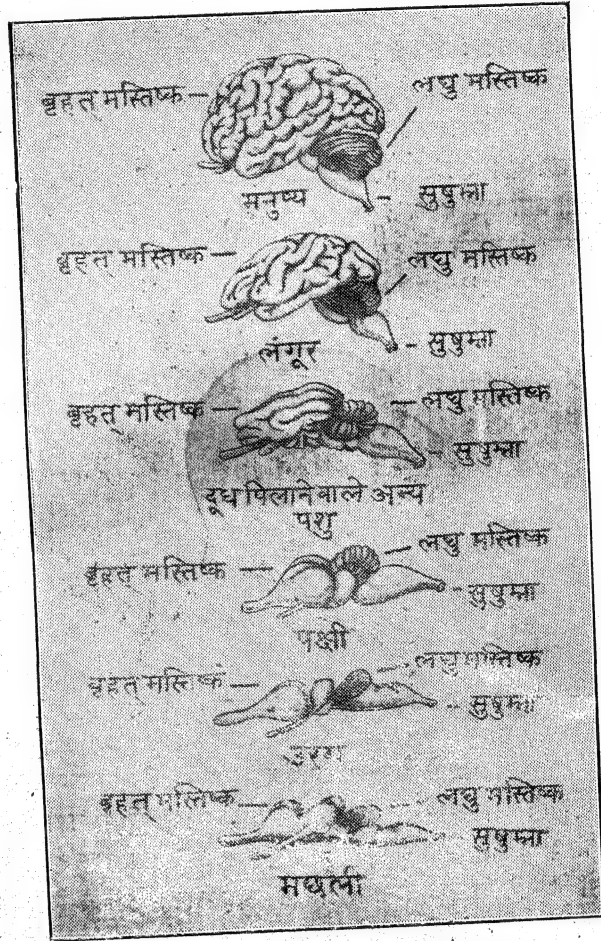 बृहत् मस्तिष्क
लघु मस्तिष्क
मनुष्य
सुषुम्ना
बृहत् मस्तिष्क
लघु मस्तिष्क
लंगूर
सुषुम्ना
बृहत् मस्तिष्क
लघु मस्तिष्क
सुषुम्ना
दूध पिलानेवाले अन्य
पशु
बृहत् मस्तिष्क
लघु मस्तिष्क
सुषुम्ना
पक्षी
बृहत् मस्तिष्क
लघु मस्तिष्क
सुषुम्ना
उरग
बृहत् मस्तिष्क
लघु मस्तिष्क
सुषुम्ना
मछली